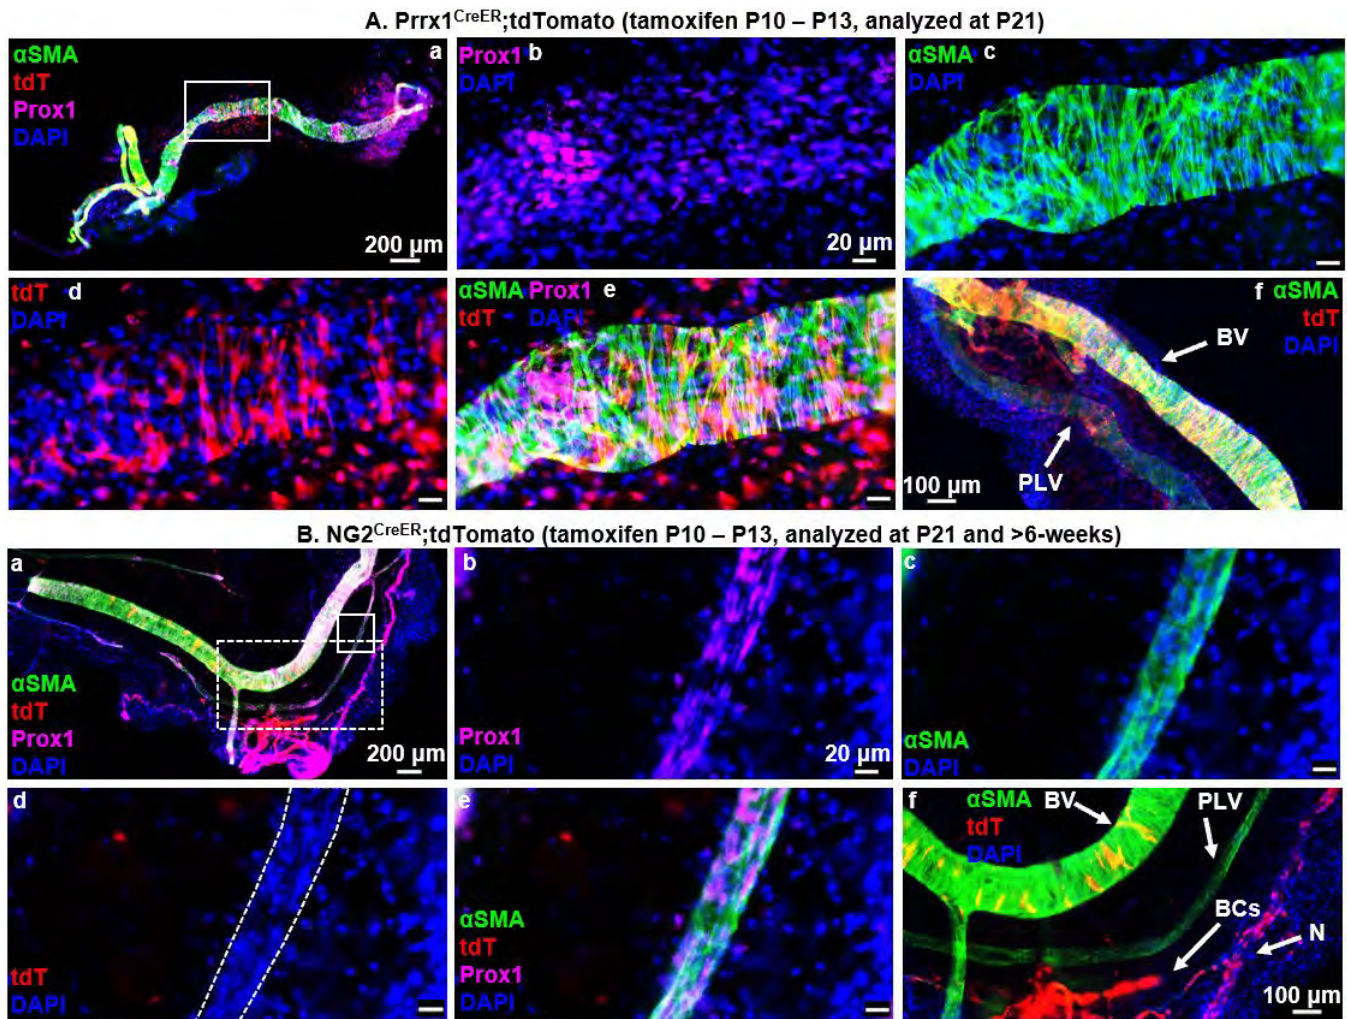 A. Prrx1CreER;tdTomato (tamoxifen P10 – P13, analyzed at P21)
αSMA
tdT
Prox1
DAPI
a
200 µm
Prox1
DAPI
b
20 µm
αSMA
DAPI
c
tdT
DAPI
d
αSMA Prox1
tdT DAPI
e
f αSMA
tdT
DAPI
BV
PLV
100 µm
B. NG2CreER;tdTomato (tamoxifen P10 – P13, analyzed at P21 and >6-weeks)
a
αSMA
tdT
Prox1
DAPI
200 µm
b
Prox1
DAPI
20 µm
c
αSMA
DAPI
d
tdT
DAPI
e
αSMA
tdT
Prox1
DAPI
f
αSMA
tdT
DAPI
BV
PLV
BCs
N
100 µm